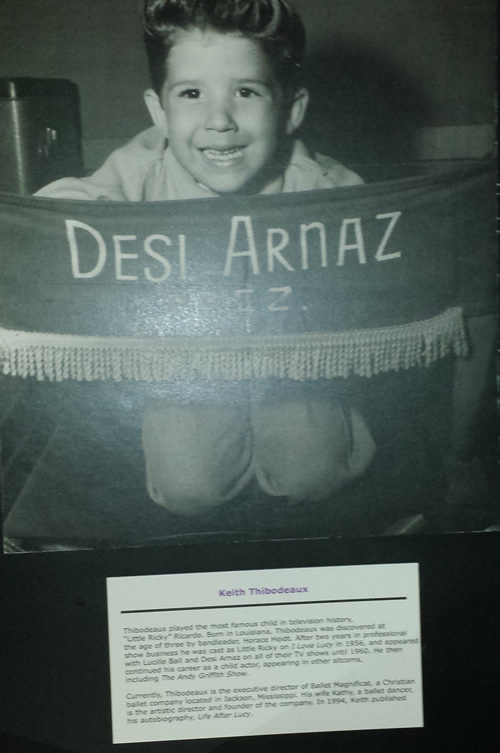 DESI ARNAZ
EZ.
Keith Thibodeaux
Thibodeaux played the most famous child in television history,
"Little Ricky" Ricardo. Born in Louisiana, Thibodeaux was discovered at
the age of three by bandleader, Horace Heidt. After two years in professional
show business he was cast as Little Ricky on I Love Lucy in 1956, and appeared
with Lucille Ball and Desi Arnaz on all of their TV shows until 1960. He then
continued his career as a child actor, appearing in other sitcoms,
including The Andy Griffith Show.
Currently, Thibodeaux is the executive director of Ballet Magnificat, a Christian
ballet company located in Jackson, Mississippi. His wife Kathy, a ballet dancer,
is the artistic director and founder of the company. In 1994, Keith published
his autobiography, Life After Lucy.